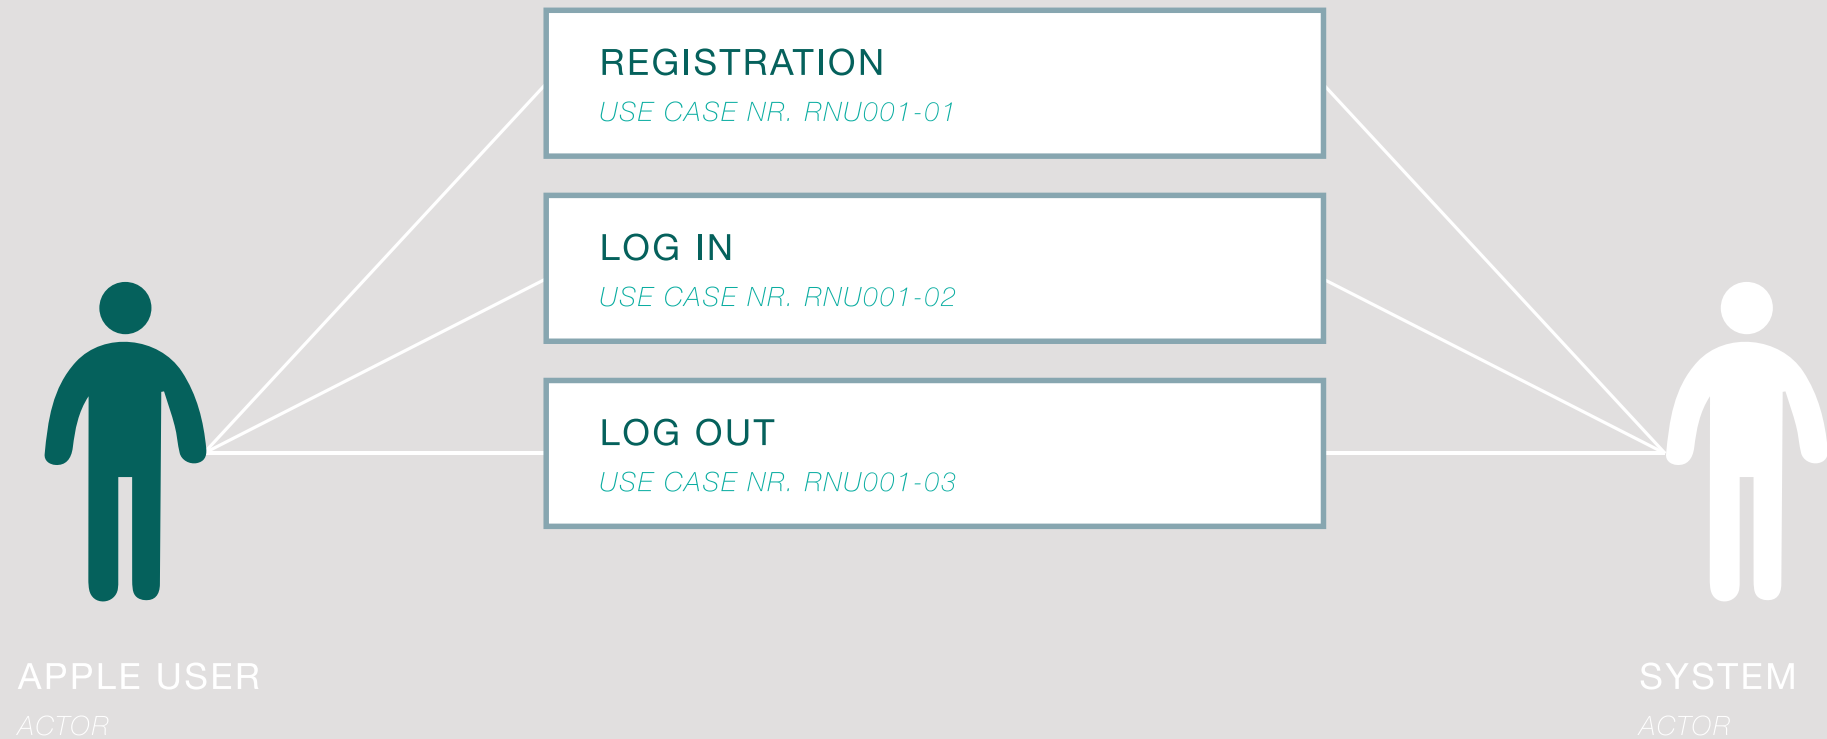 REGISTRATION
USE CASE NR. RNU001-01
LOG IN
USE CASE NR. RNU001-02
LOG OUT
USE CASE NR. RNU001-03
APPLE USER
ACTOR
SYSTEM
ACTOR